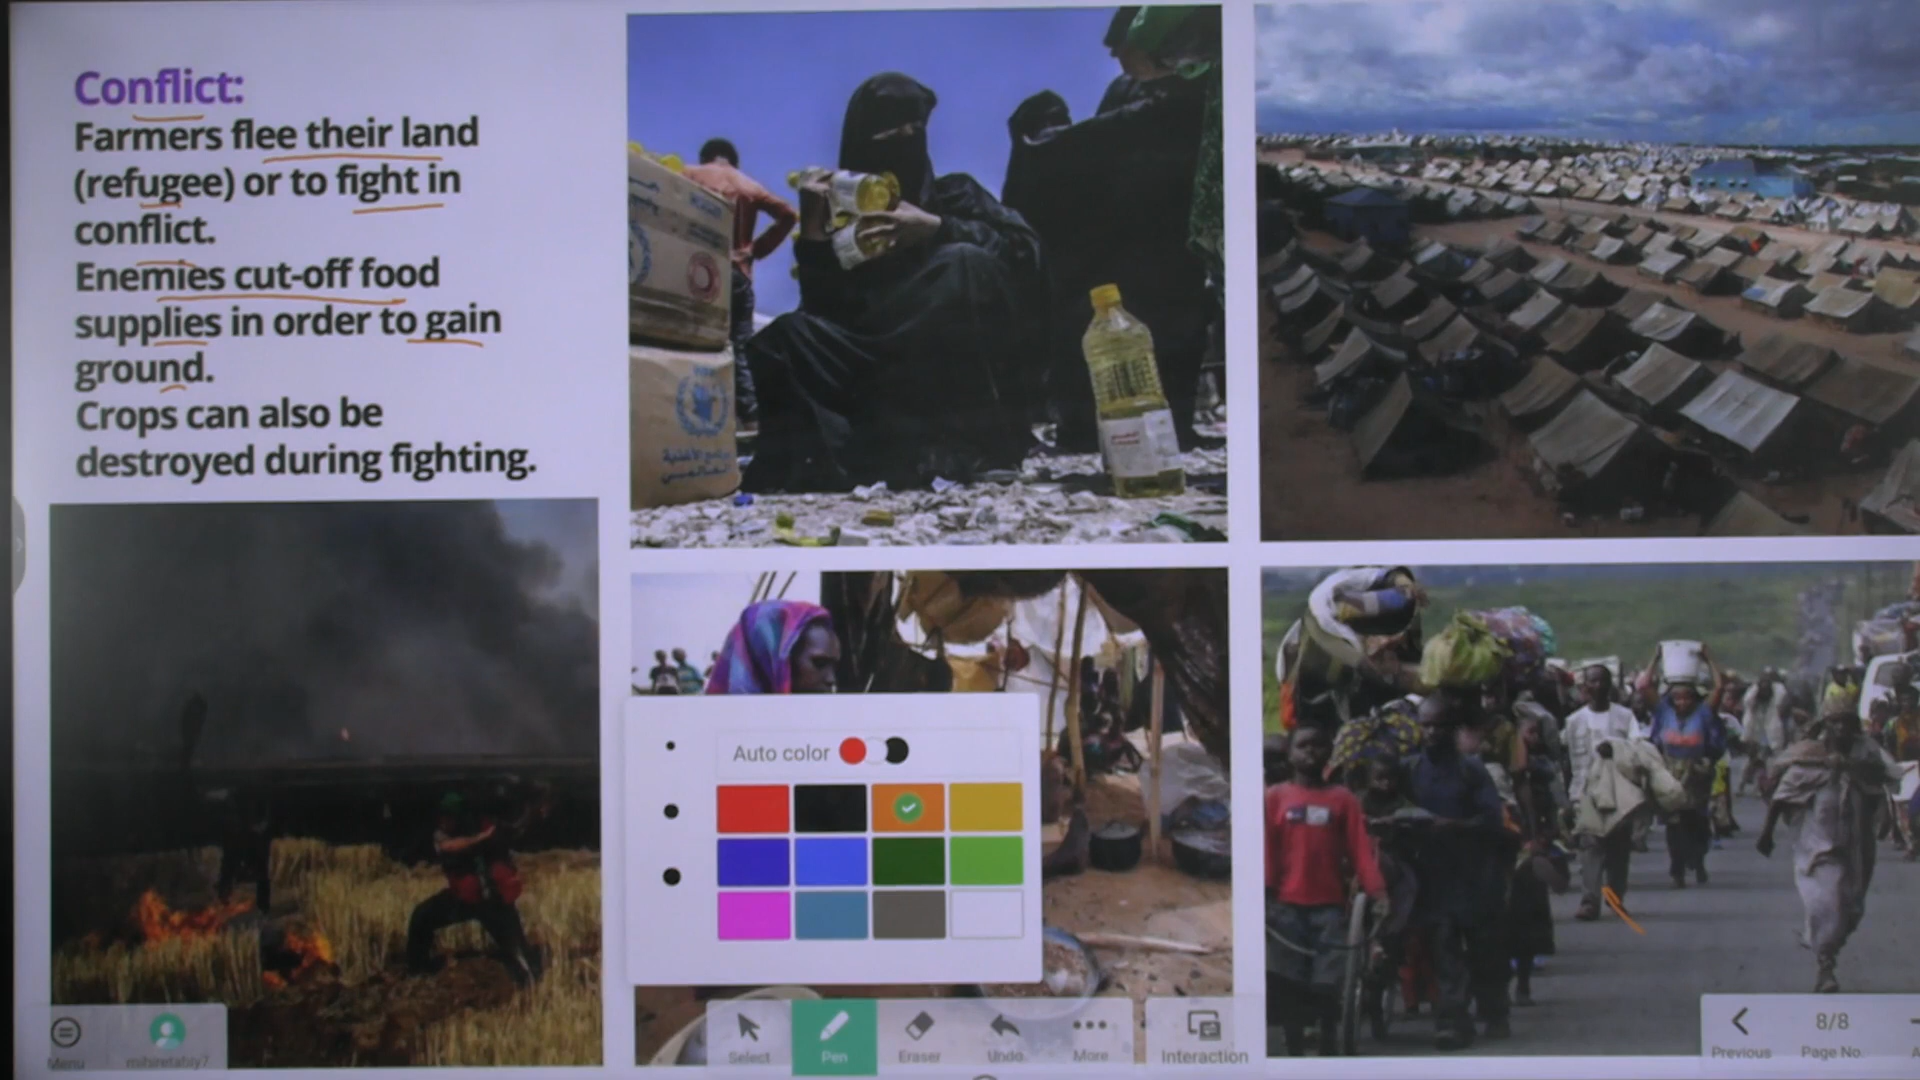 Conflict:
Farmers flee their land
(refugee) or to fight in
conflict.
Enemies cut-off food
supplies in order to gain
ground.
Crops can also be
destroyed during fighting.
Auto color
Menu
mihiretabiy7
Select
Pen
Eraser
Undo
More
Interaction
Previous
8/8
Page No.